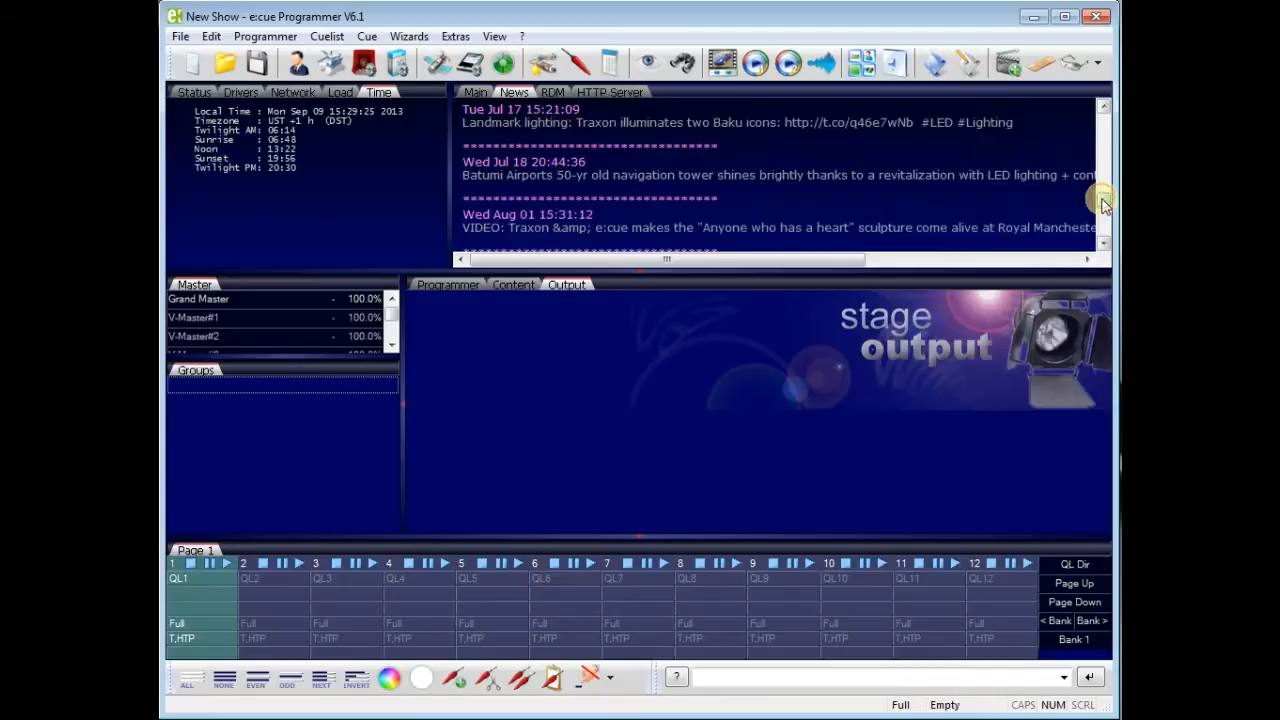 New Show - e:cue Programmer V6.1
File Edit Programmer Cuelist Cue Wizards Extras View ?
Status Drivers Network Load Time
Local Time : Mon Sep 09 15:29:25 2013
Timezone : UST +1 h (DST)
Twilight AM: 06:14
Sunrise : 06:48
Noon : 13:22
Sunset : 19:56
Twilight PM: 20:30
Main News RDM HTTP Server
Tue Jul 17 15:21:09
Landmark lighting: Traxon illuminates two Baku icons: http://t.co/q46e7wNb #LED #Lighting
**********************************
Wed Jul 18 20:44:36
Batumi Airports 50-yr old navigation tower shines brightly thanks to a revitalization with LED lighting + cont
**********************************
Wed Aug 01 15:31:12
VIDEO: Traxon &amp; e:cue makes the "Anyone who has a heart" sculpture come alive at Royal Mancheste
Master
Grand Master - 100.0%
V-Master#1 - 100.0%
V-Master#2 - 100.0%
Groups
Programmer Content Output
stage
output
Page 1
1 2 3 4 5 6 7 8 9 10 11 12
QL1 QL2 QL3 QL4 QL5 QL6 QL7 QL8 QL9 QL10 QL11 QL12
Full Full Full Full Full Full Full Full Full Full Full Full
T,HTP T,HTP T,HTP T,HTP T,HTP T,HTP T,HTP T,HTP T,HTP T,HTP T,HTP T,HTP
QL Dir
Page Up
Page Down
< Bank Bank >
Bank 1
ALL NONE EVEN ODD NEXT INVERT
?
Full Empty CAPS NUM SCRL